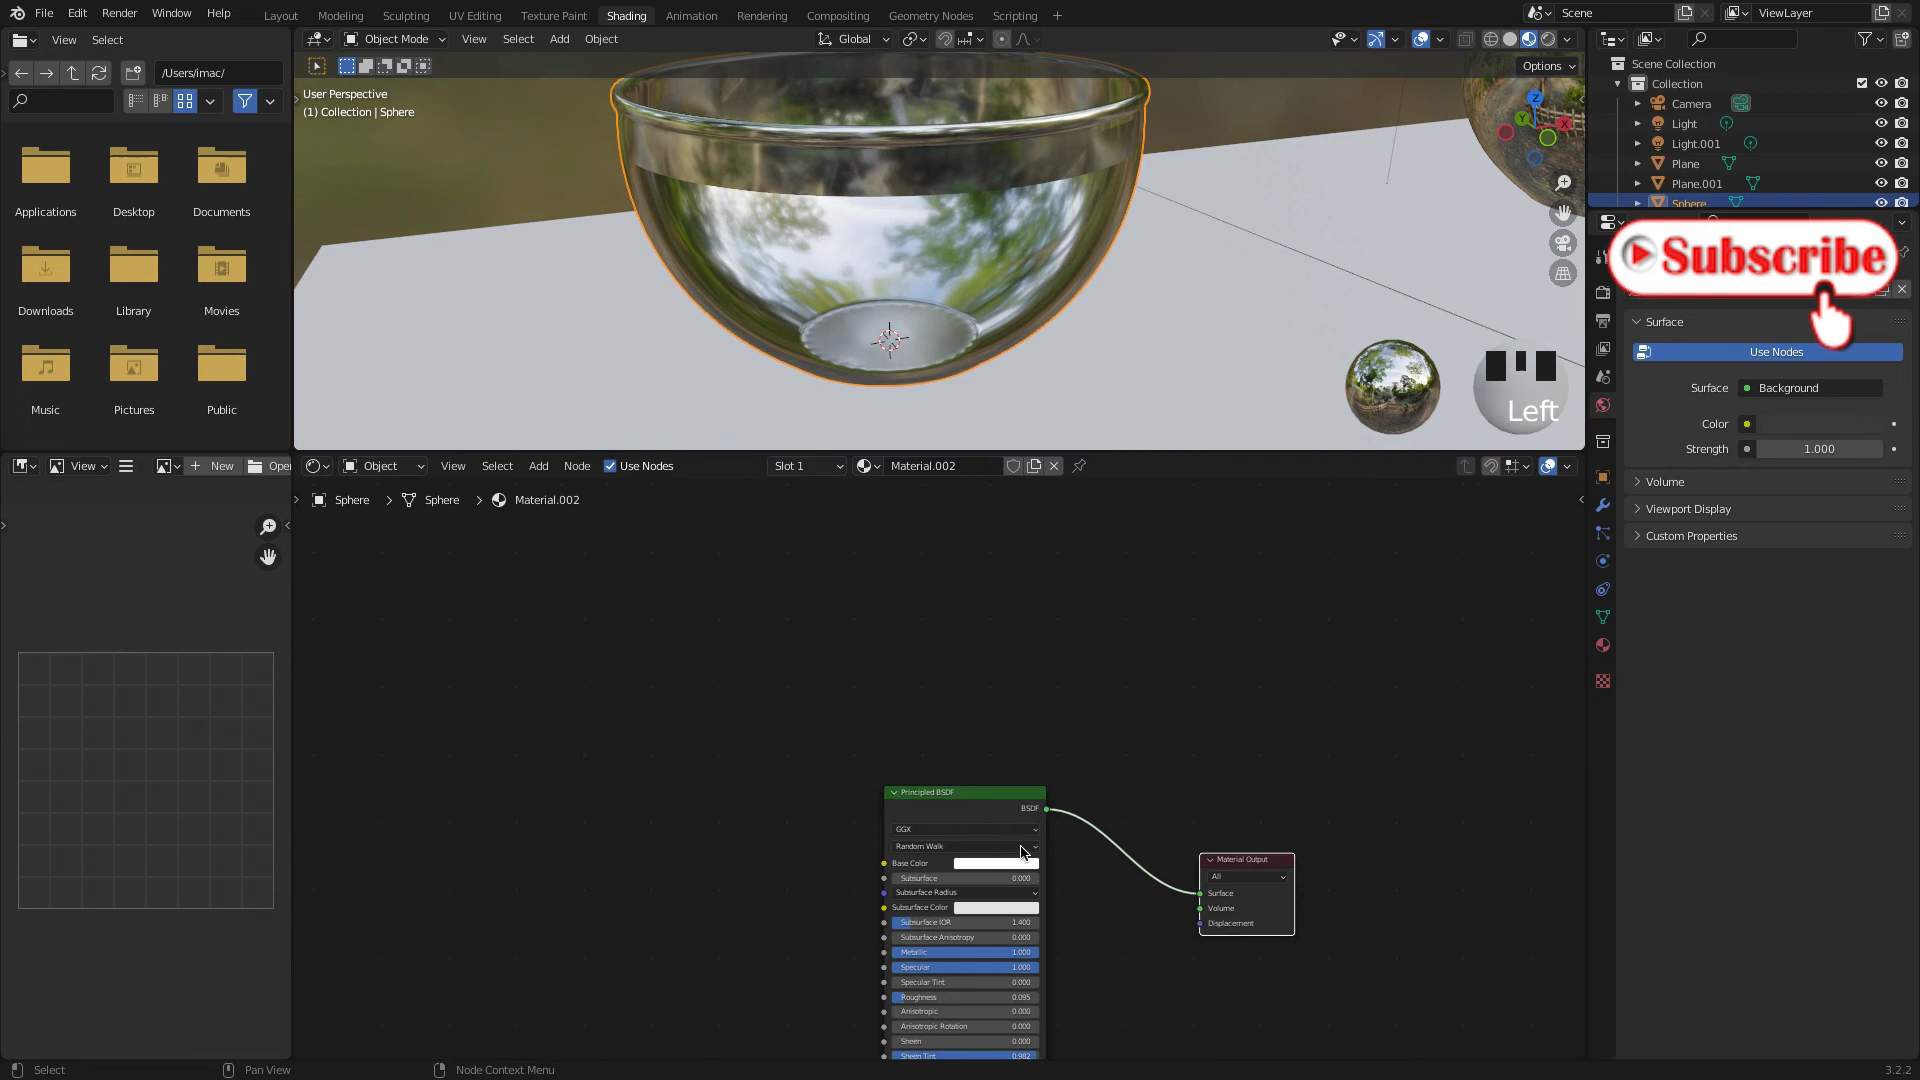 File Edit Render Window Help
Layout Modeling Sculpting UV Editing Texture Paint Shading Animation Rendering Compositing Geometry Nodes Scripting
Scene
ViewLayer
View Select
/Users/imac/
Applications Desktop Documents
Downloads Library Movies
Music Pictures Public
Object Mode View Select Add Object
Global
Options
User Perspective
(1) Collection | Sphere
X
Y
Z
Left
Scene Collection
Collection
Camera
Light
Light.001
Plane
Plane.001
Sphere
Subscribe
Surface
Use Nodes
Surface Background
Color
Strength 1.000
Volume
Viewport Display
Custom Properties
View New
Object View Select Add Node Use Nodes Slot 1 Material.002
Sphere > Sphere > Material.002
Principled BSDF
BSDF
GGX
Random Walk
Base Color
Subsurface 0.000
Subsurface Radius
Subsurface Color
Subsurface IOR 1.400
Subsurface Anisotropy 0.000
Metallic 1.000
Specular 1.000
Specular Tint 0.000
Roughness 0.095
Anisotropic 0.000
Anisotropic Rotation 0.000
Sheen 0.000
Sheen Tint 0.982
Material Output
All
Surface
Volume
Displacement
Select Pan View Node Context Menu
3.2.2